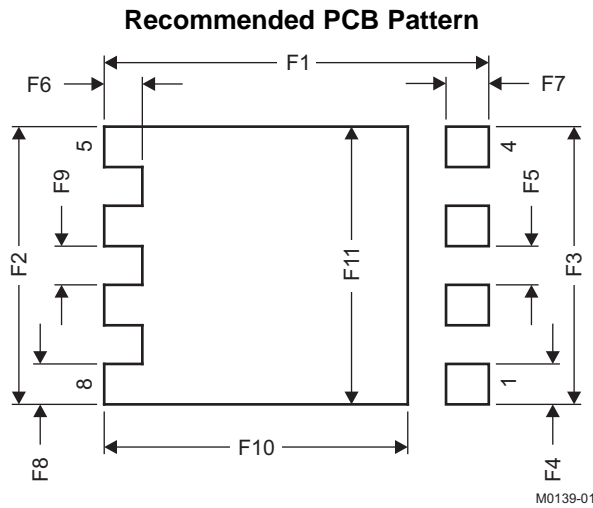 Recommended PCB Pattern
F1
F6
F7
5
4
F9
F5
F2
F11
F3
8
1
F10
F8
F4
M0139-01